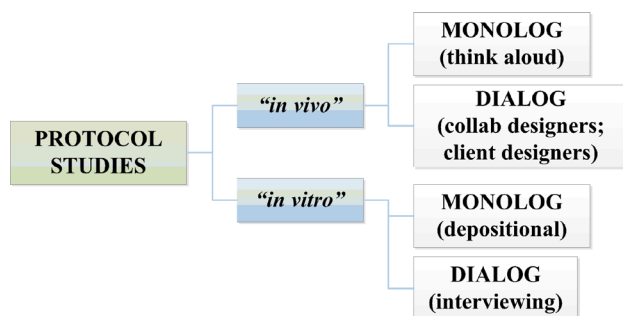 PROTOCOL
STUDIES
“in vivo”
MONOLOG
(think aloud)
DIALOG
(collab designers;
client designers)
“in vitro”
MONOLOG
(depositional)
DIALOG
(interviewing)